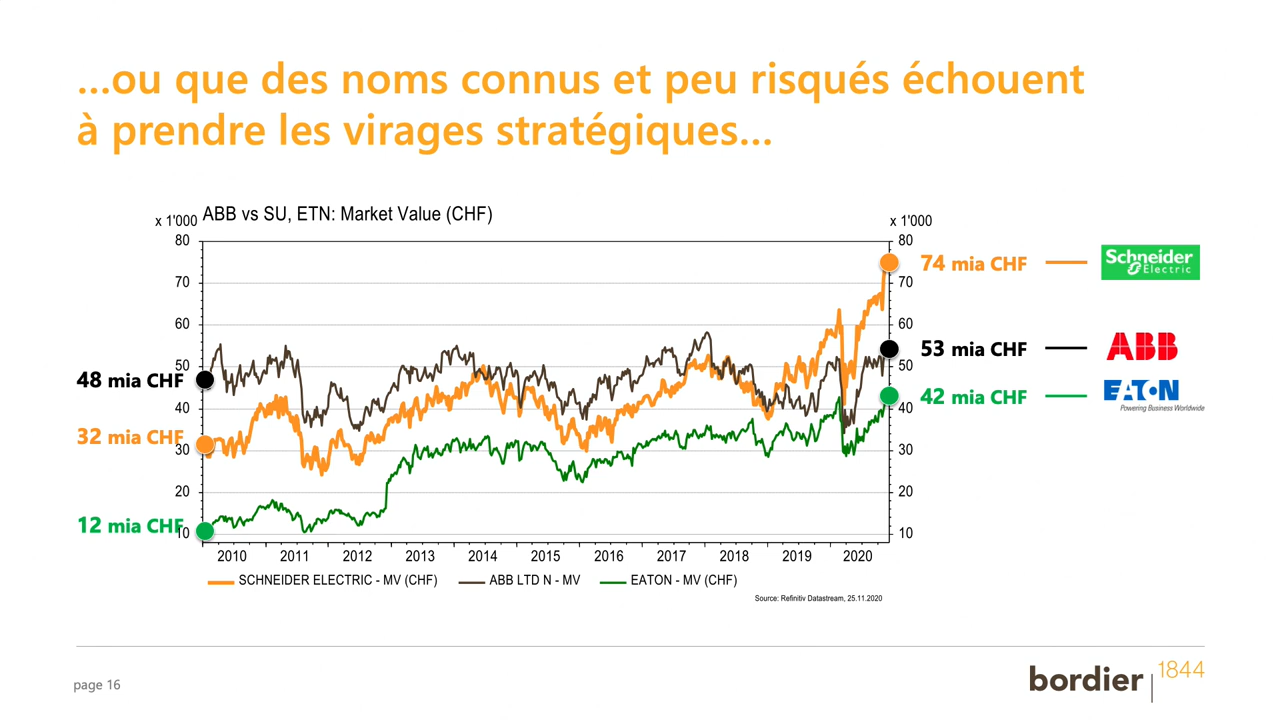 ...ou que des noms connus et peu risqués échouent
à prendre les virages stratégiques...
x 1'000 ABB vs SU, ETN: Market Value (CHF) x 1'000
80 80
70 70
60 60
50 50
40 40
30 30
20 20
10 10
48 mia CHF
32 mia CHF
12 mia CHF
74 mia CHF
Schneider
Electric
53 mia CHF
ABB
42 mia CHF
EATON
Powering Business Worldwide
2010 2011 2012 2013 2014 2015 2016 2017 2018 2019 2020
SCHNEIDER ELECTRIC - MV (CHF) ABB LTD N - MV EATON - MV (CHF)
Source: Refinitiv Datastream, 25.11.2020
page 16
bordier 1844